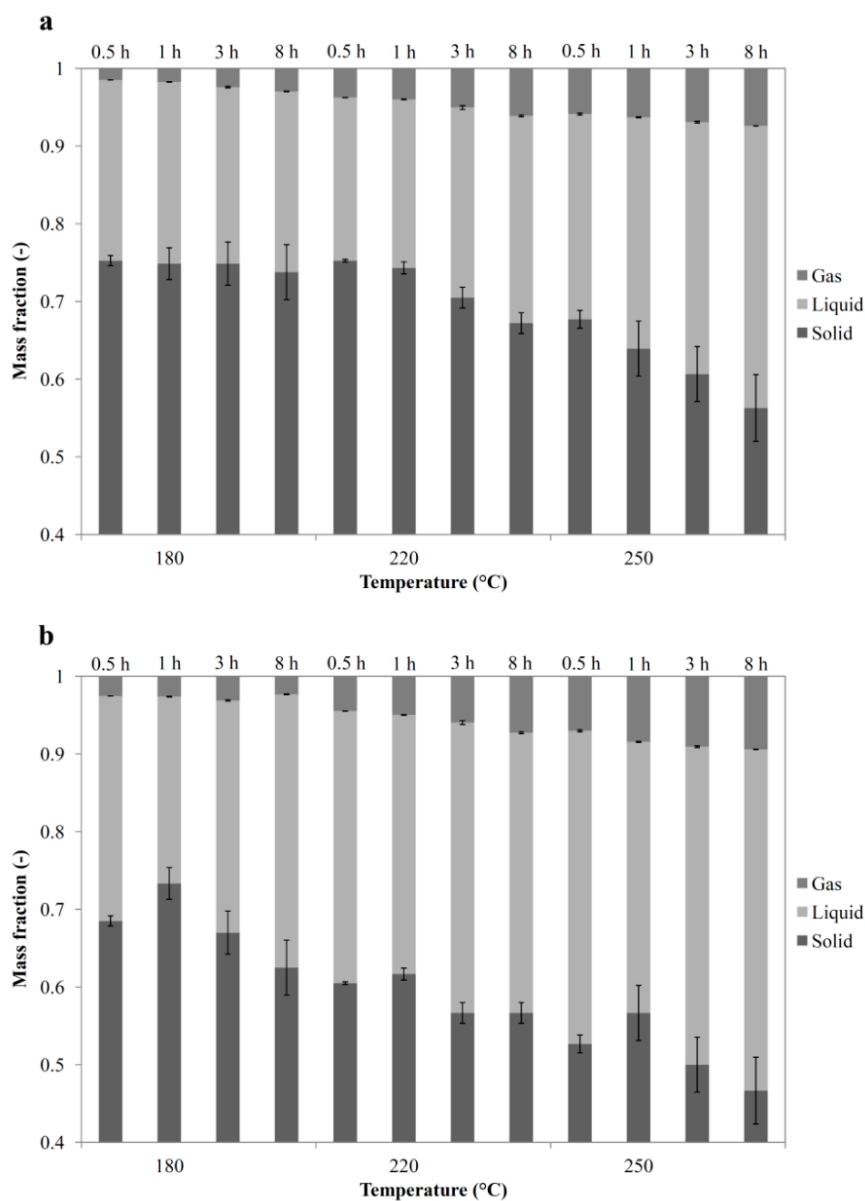 a
0.5 h 1 h 3 h 8 h 0.5 h 1 h 3 h 8 h 0.5 h 1 h 3 h 8 h
1
0.9
0.8
0.7
0.6
0.5
0.4
Mass fraction (-)
Gas
Liquid
Solid
180 220 250
Temperature (°C)
b
0.5 h 1 h 3 h 8 h 0.5 h 1 h 3 h 8 h 0.5 h 1 h 3 h 8 h
1
0.9
0.8
0.7
0.6
0.5
0.4
Mass fraction (-)
Gas
Liquid
Solid
180 220 250
Temperature (°C)